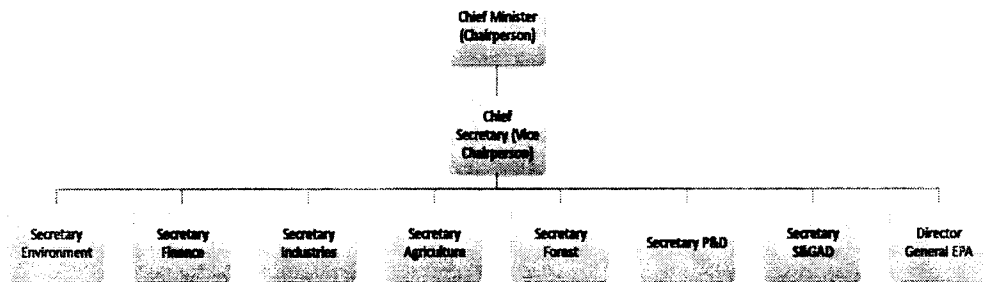 Chief Minister
(Chairperson)
Chief
Secretary (Vice
Chairperson)
Secretary
Environment
Secretary
Finance
Secretary
Industries
Secretary
Agriculture
Secretary
Forest
Secretary P&D
Secretary
S&GAD
Director
General EPA